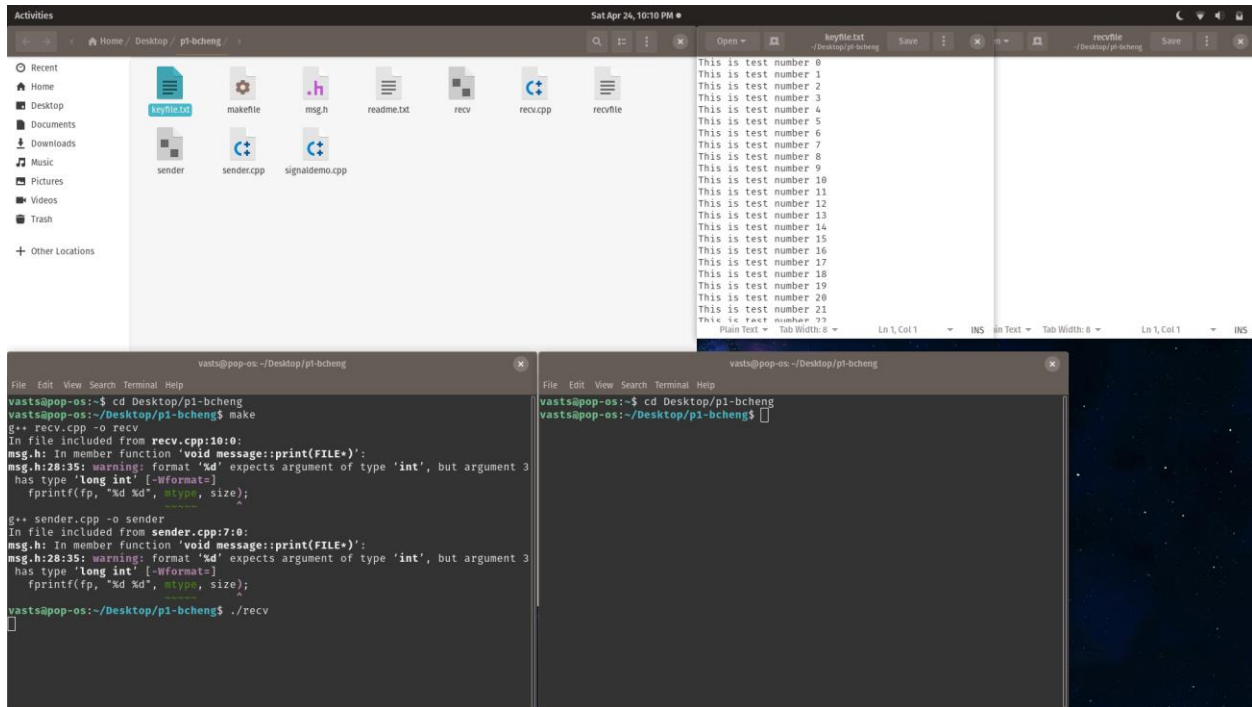 Activities
Sat Apr 24, 10:10 PM
Home / Desktop / p1-bcheng /
Recent
Home
Desktop
Documents
Downloads
Music
Pictures
Videos
Trash
+ Other Locations
keyfile.txt
makefile
.h
msg.h
readme.txt
recv
recv.cpp
recvfile
sender
sender.cpp
signaldemo.cpp
Open
keyfile.txt
~/Desktop/p1-bcheng
Save
This is test number 0
This is test number 1
This is test number 2
This is test number 3
This is test number 4
This is test number 5
This is test number 6
This is test number 7
This is test number 8
This is test number 9
This is test number 10
This is test number 11
This is test number 12
This is test number 13
This is test number 14
This is test number 15
This is test number 16
This is test number 17
This is test number 18
This is test number 19
This is test number 20
This is test number 21
This is test number 22
Plain Text Tab Width: 8 Ln 1, Col 1 INS
recvfile
~/Desktop/p1-bcheng
Save
in Text Tab Width: 8 Ln 1, Col 1 INS
vasts@pop-os: ~/Desktop/p1-bcheng
File Edit View Search Terminal Help
vasts@pop-os:~$ cd Desktop/p1-bcheng
vasts@pop-os:~/Desktop/p1-bcheng$ make
g++ recv.cpp -o recv
In file included from recv.cpp:10:0:
msg.h: In member function ‘void message::print(FILE*)’:
msg.h:28:35: warning: format ‘%d’ expects argument of type ‘int’, but argument 3
has type ‘long int’ [-Wformat=]
fprintf(fp, "%d %d", mtype, size);
~~~~~ ^
g++ sender.cpp -o sender
In file included from sender.cpp:7:0:
msg.h: In member function ‘void message::print(FILE*)’:
msg.h:28:35: warning: format ‘%d’ expects argument of type ‘int’, but argument 3
has type ‘long int’ [-Wformat=]
fprintf(fp, "%d %d", mtype, size);
~~~~~ ^
vasts@pop-os:~/Desktop/p1-bcheng$ ./recv
vasts@pop-os: ~/Desktop/p1-bcheng
File Edit View Search Terminal Help
vasts@pop-os:~$ cd Desktop/p1-bcheng
vasts@pop-os:~/Desktop/p1-bcheng$